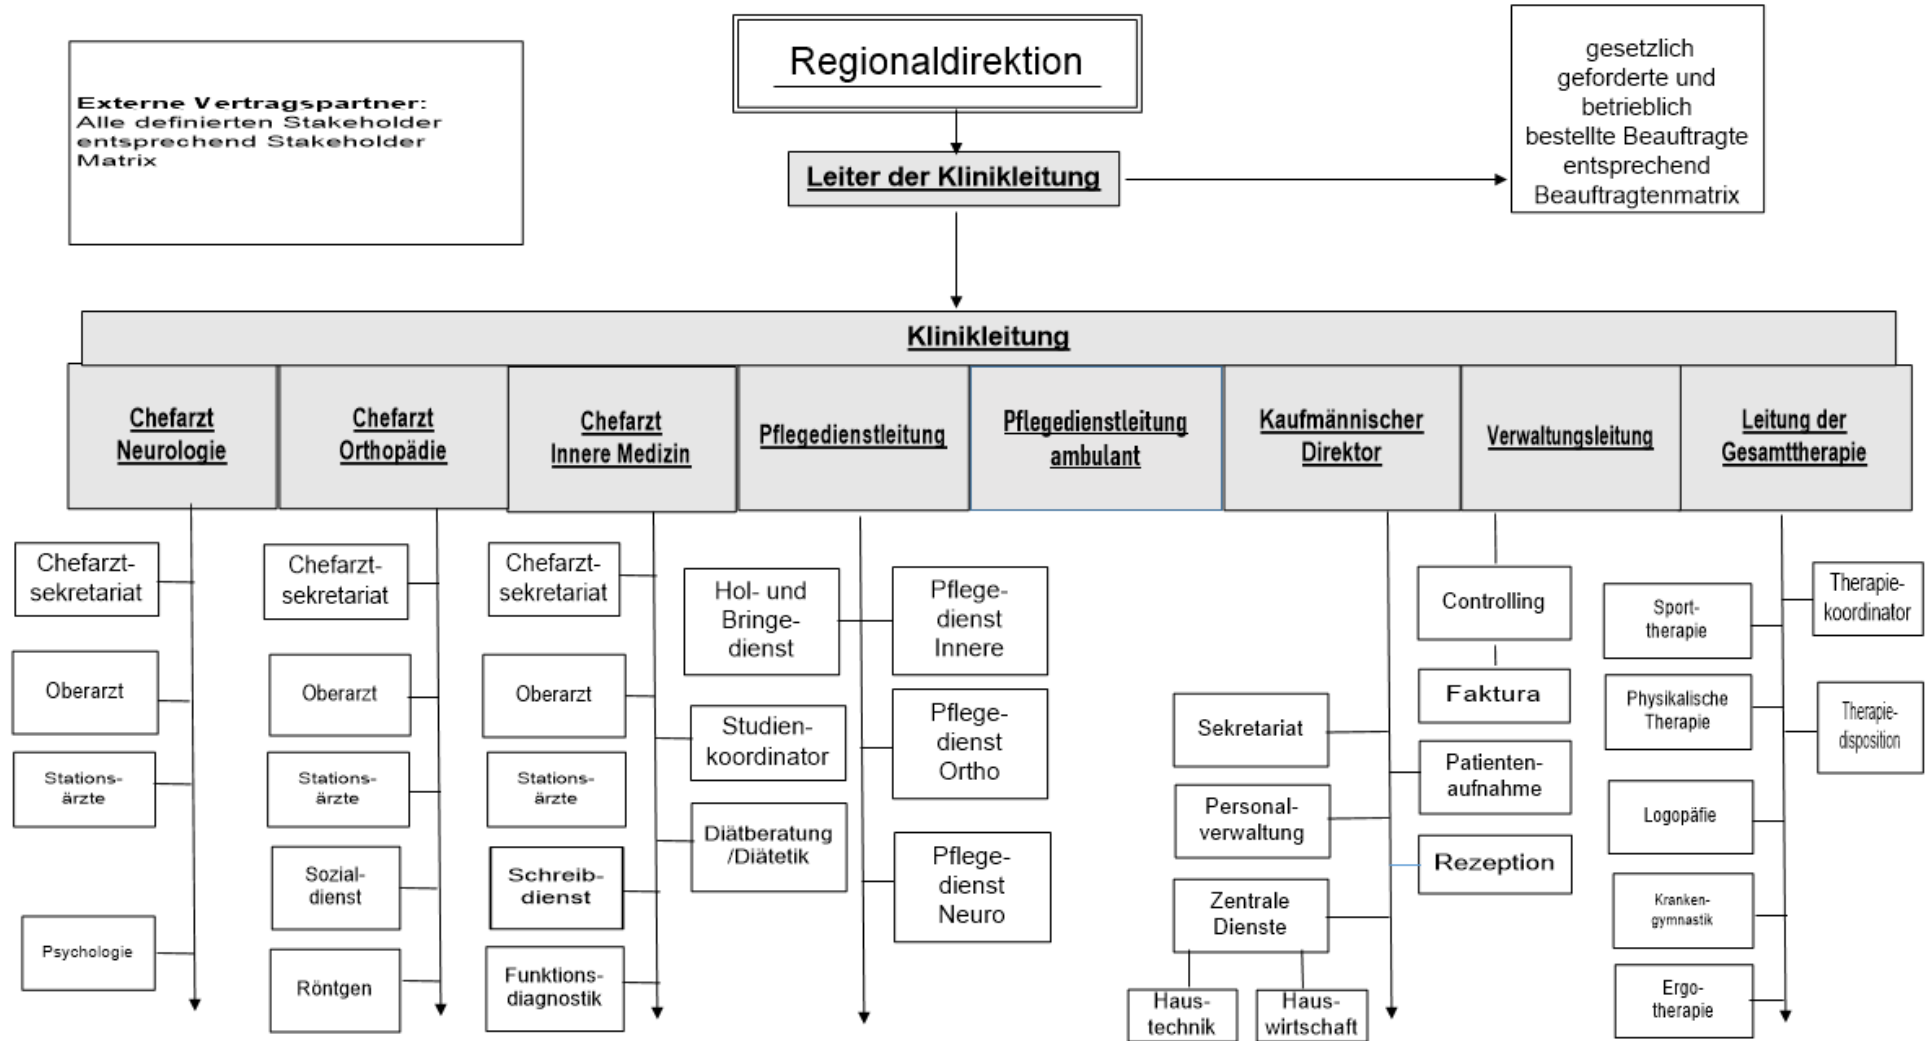 Regionaldirektion
Externe Vertragspartner:
Alle definierten Stakeholder
entsprechend Stakeholder
Matrix
gesetzlich
geforderte und
betrieblich
bestellte Beauftragte
entsprechend
Beauftragtenmatrix
Leiter der Klinikleitung
Klinikleitung
Chefarzt
Neurologie
Chefarzt
Orthopädie
Chefarzt
Innere Medizin
Pflegedienstleitung
Pflegedienstleitung
ambulant
Kaufmännischer
Direktor
Verwaltungsleitung
Leitung der
Gesamttherapie
Chefarzt-
sekretariat
Oberarzt
Stations-
ärzte
Psychologie
Chefarzt-
sekretariat
Oberarzt
Stations-
ärzte
Sozial-
dienst
Röntgen
Chefarzt-
sekretariat
Oberarzt
Stations-
ärzte
Schreib-
dienst
Funktions-
diagnostik
Studien-
koordinator
Diätberatung
/Diätetik
Hol- und
Bringe-
dienst
Pflege-
dienst
Innere
Pflege-
dienst
Ortho
Pflege-
dienst
Neuro
Sekretariat
Personal-
verwaltung
Zentrale
Dienste
Haus-
technik
Haus-
wirtschaft
Controlling
Faktura
Patienten-
aufnahme
Rezeption
Sport-
therapie
Physikalische
Therapie
Logopäfie
Kranken-
gymnastik
Ergo-
therapie
Therapie-
koordinator
Therapie-
disposition